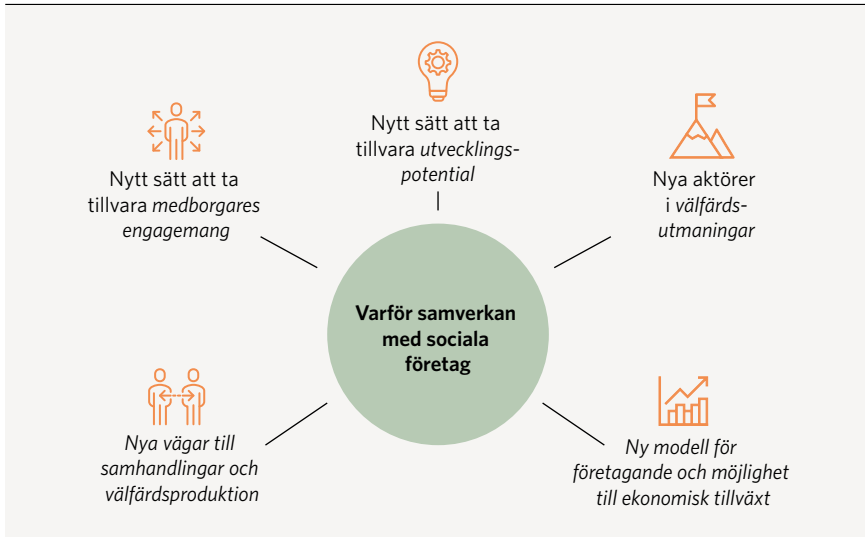 Nytt sätt att ta
tillvara utvecklings-
potential
Nytt sätt att ta
tillvara medborgares
engagemang
Nya aktörer
i välfärds-
utmaningar
Varför samverkan
med sociala
företag
Nya vägar till
samhandlingar och
välfärdsproduktion
Ny modell för
företagande och möjlighet
till ekonomisk tillväxt